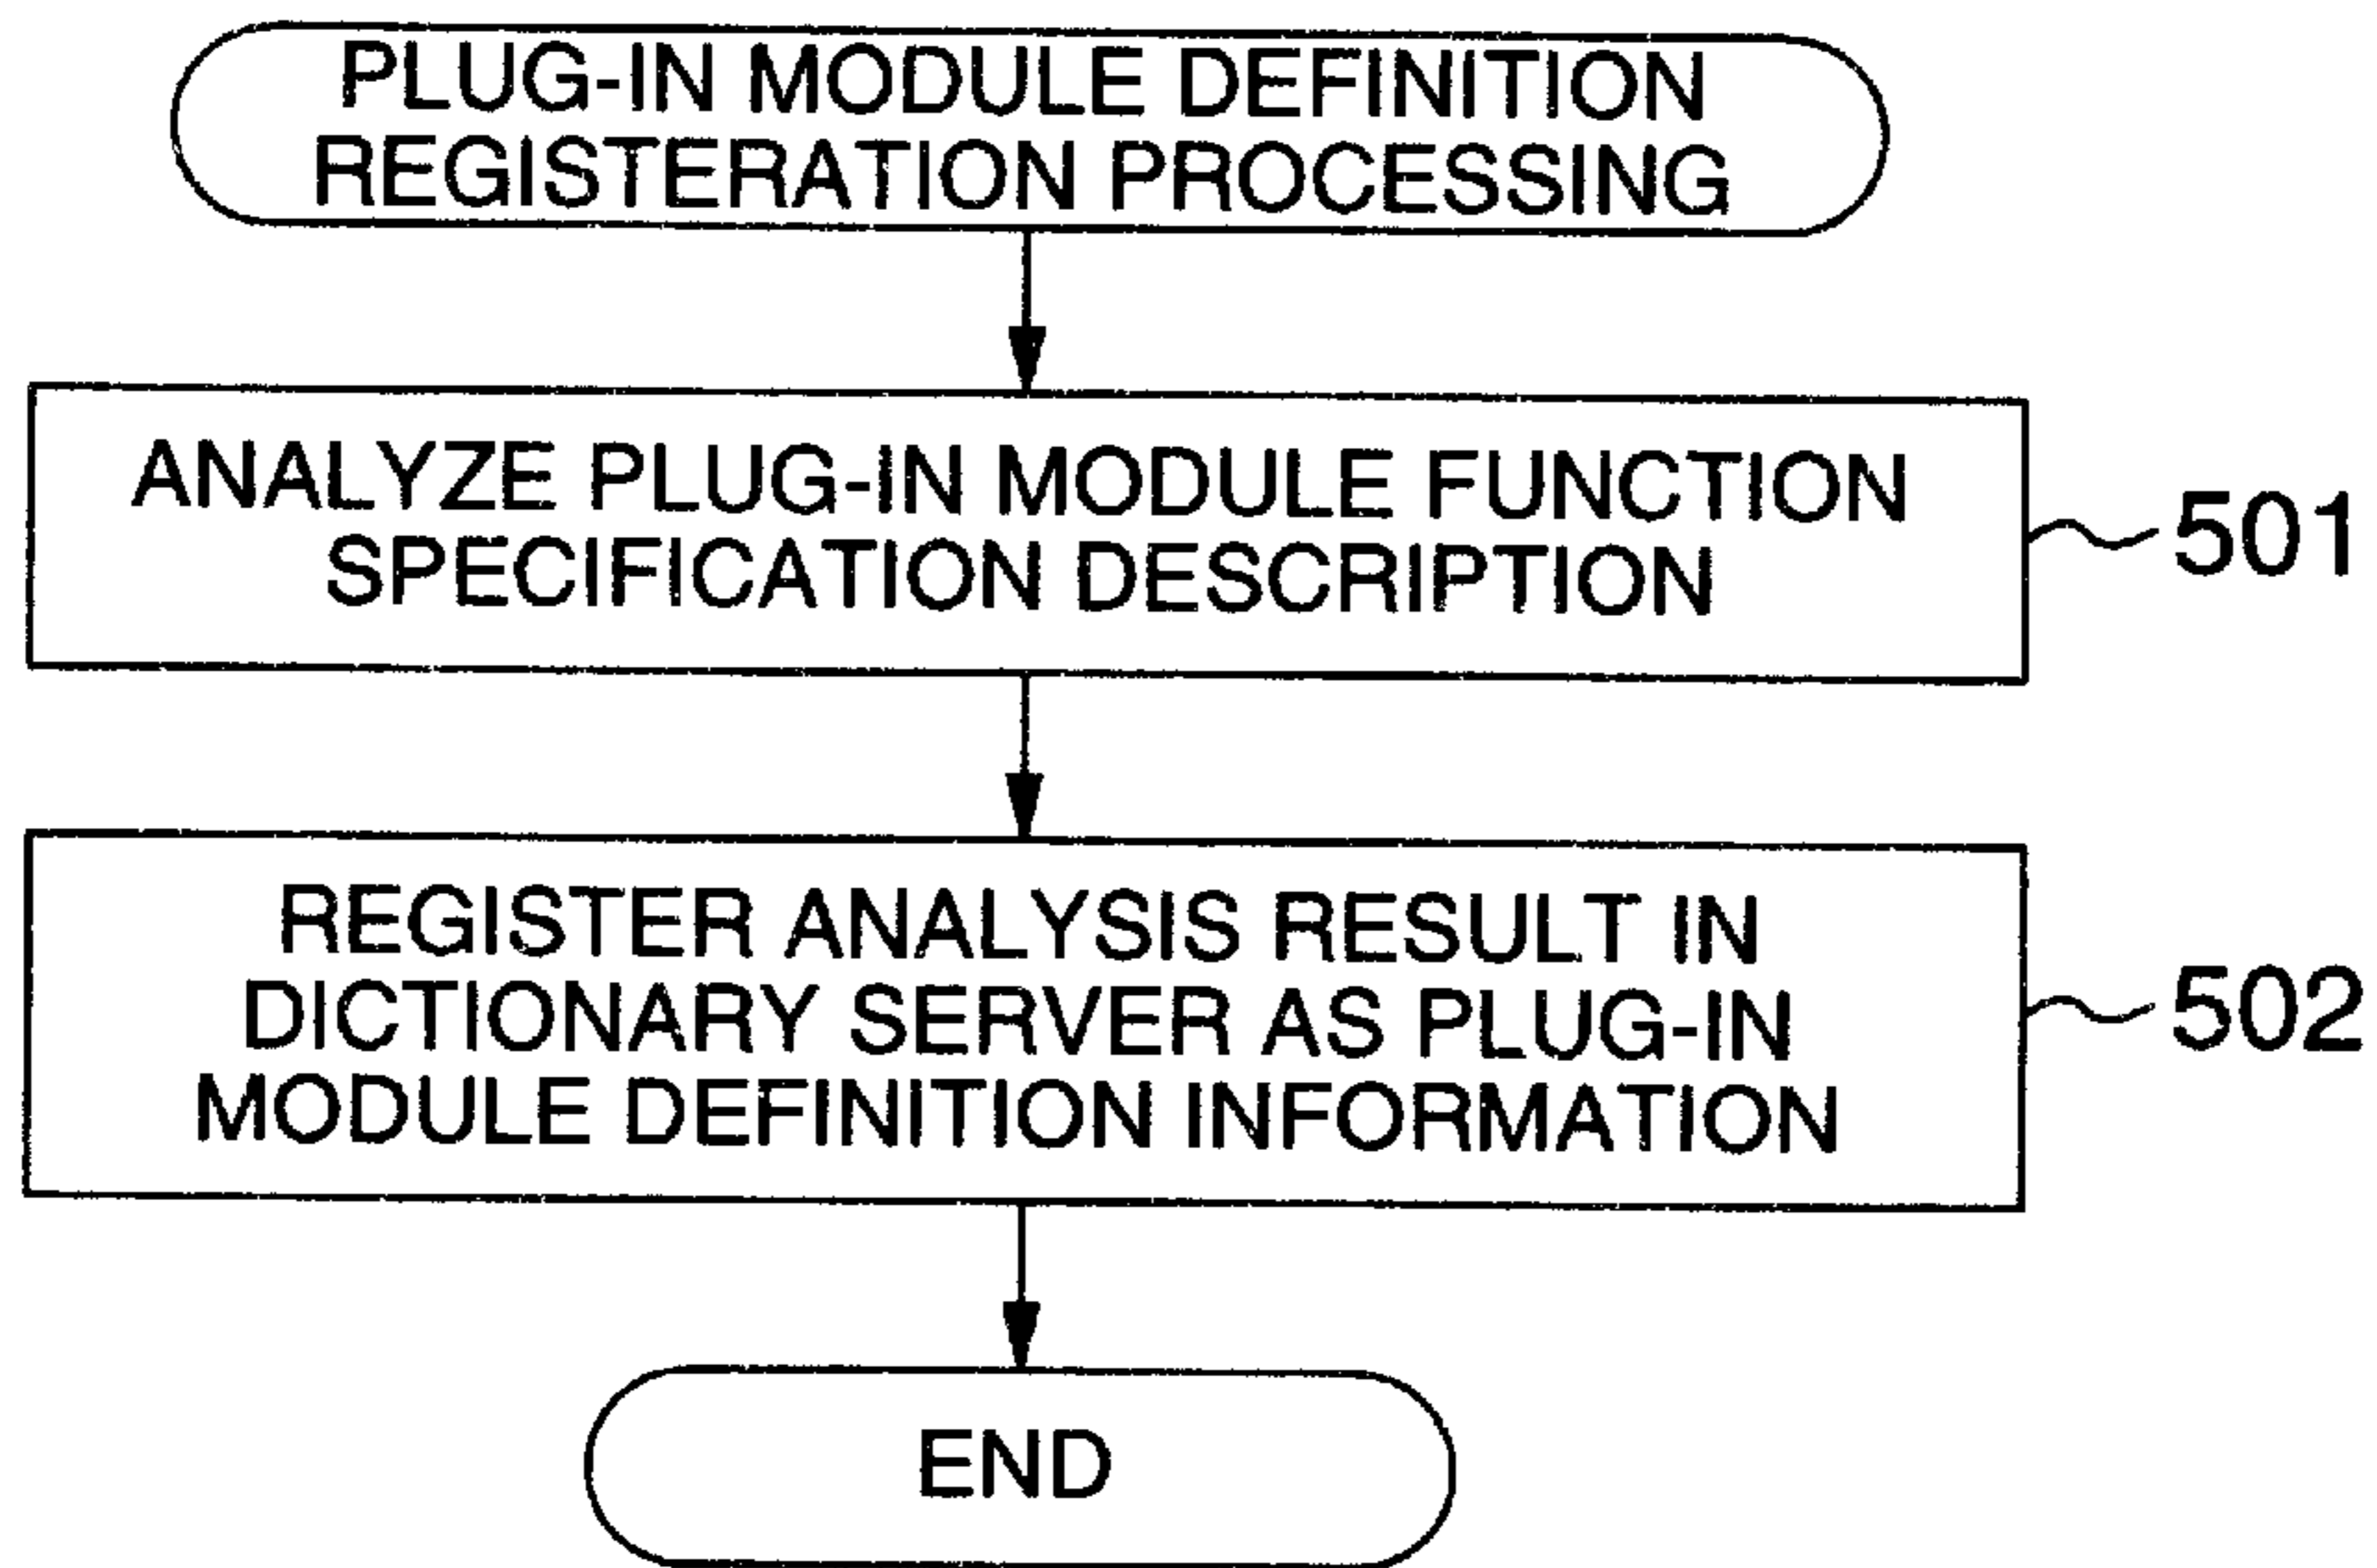 PLUG-IN MODULE DEFINITION
REGISTERATION PROCESSING
ANALYZE PLUG-IN MODULE FUNCTION
SPECIFICATION DESCRIPTION
501
REGISTER ANALYSIS RESULT IN
DICTIONARY SERVER AS PLUG-IN
MODULE DEFINITION INFORMATION
502
END